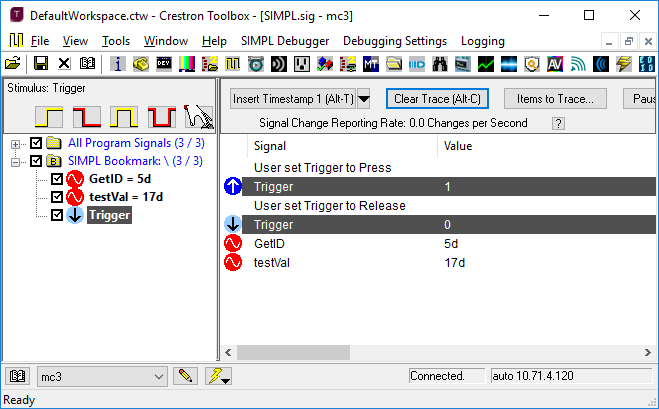 DefaultWorkspace.ctw - Crestron Toolbox - [SIMPL.sig - mc3]
File View Tools Window Help SIMPL Debugger Debugging Settings Logging
i DEV MT IIID AV
Stimulus: Trigger
Insert Timestamp 1 (Alt-T) Clear Trace (Alt-C) Items to Trace... Paus
Signal Change Reporting Rate: 0.0 Changes per Second ?
All Program Signals (3 / 3)
B SIMPL Bookmark: \ (3 / 3)
GetID = 5d
testVal = 17d
Trigger
Signal Value
User set Trigger to Press
Trigger 1
User set Trigger to Release
Trigger 0
GetID 5d
testVal 17d
mc3 Connected. auto 10.71.4.120
Ready